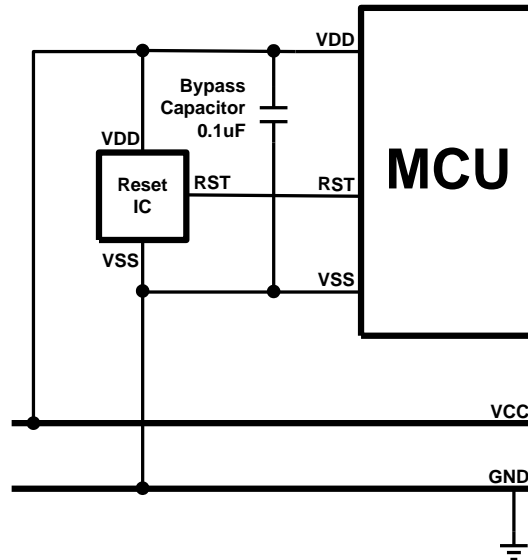 VDD
Bypass
Capacitor
0.1uF
VDD
Reset
IC
RST
RST
MCU
VSS
VSS
VCC
GND